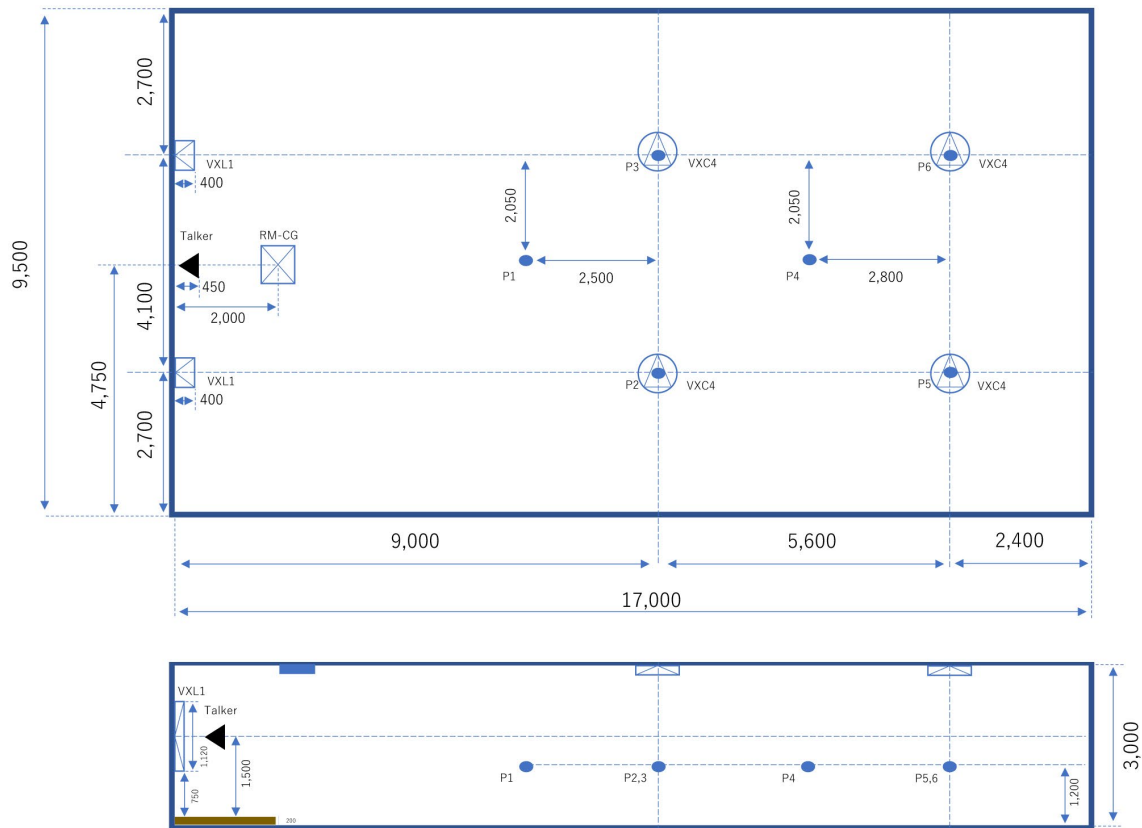 2,700
VXL1
400
P3
VXC4
P6
VXC4
2,050
2,050
Talker
RM-CG
9,500
P1
2,500
P4
2,800
450
4,100
2,000
4,750
VXL1
400
P2
VXC4
P5
VXC4
2,700
9,000
5,600
2,400
17,000
VXL1
Talker
1,120
1,500
3,000
P1
P2,3
P4
P5,6
750
1,200
200